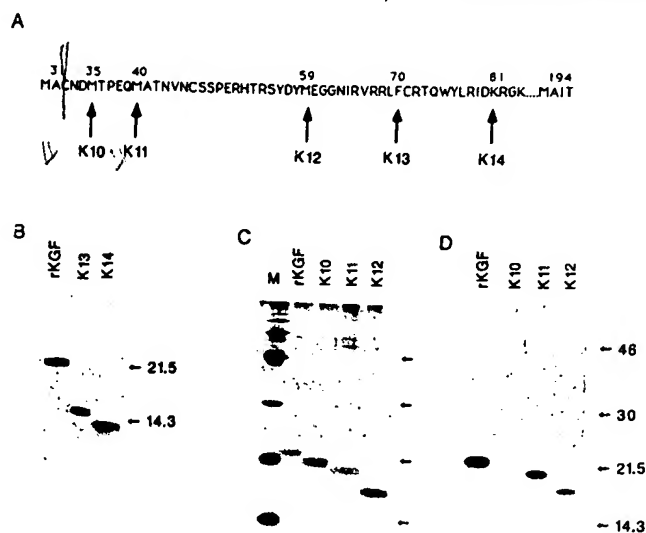 A
3 35 40 59 70 81 194
MACNDMTPEQMATNVNCSSPERHTRSYDYMEGGNIRVRRLFCRTQWYLRIDKRGK....MAIT
K10 K11 K12 K13 K14
B C D
rKGF K13 K14
M rKGF K10 K11 K12
rKGF K10 K11 K12
← 21.5
← 14.3
← 46
← 30
← 21.5
← 14.3